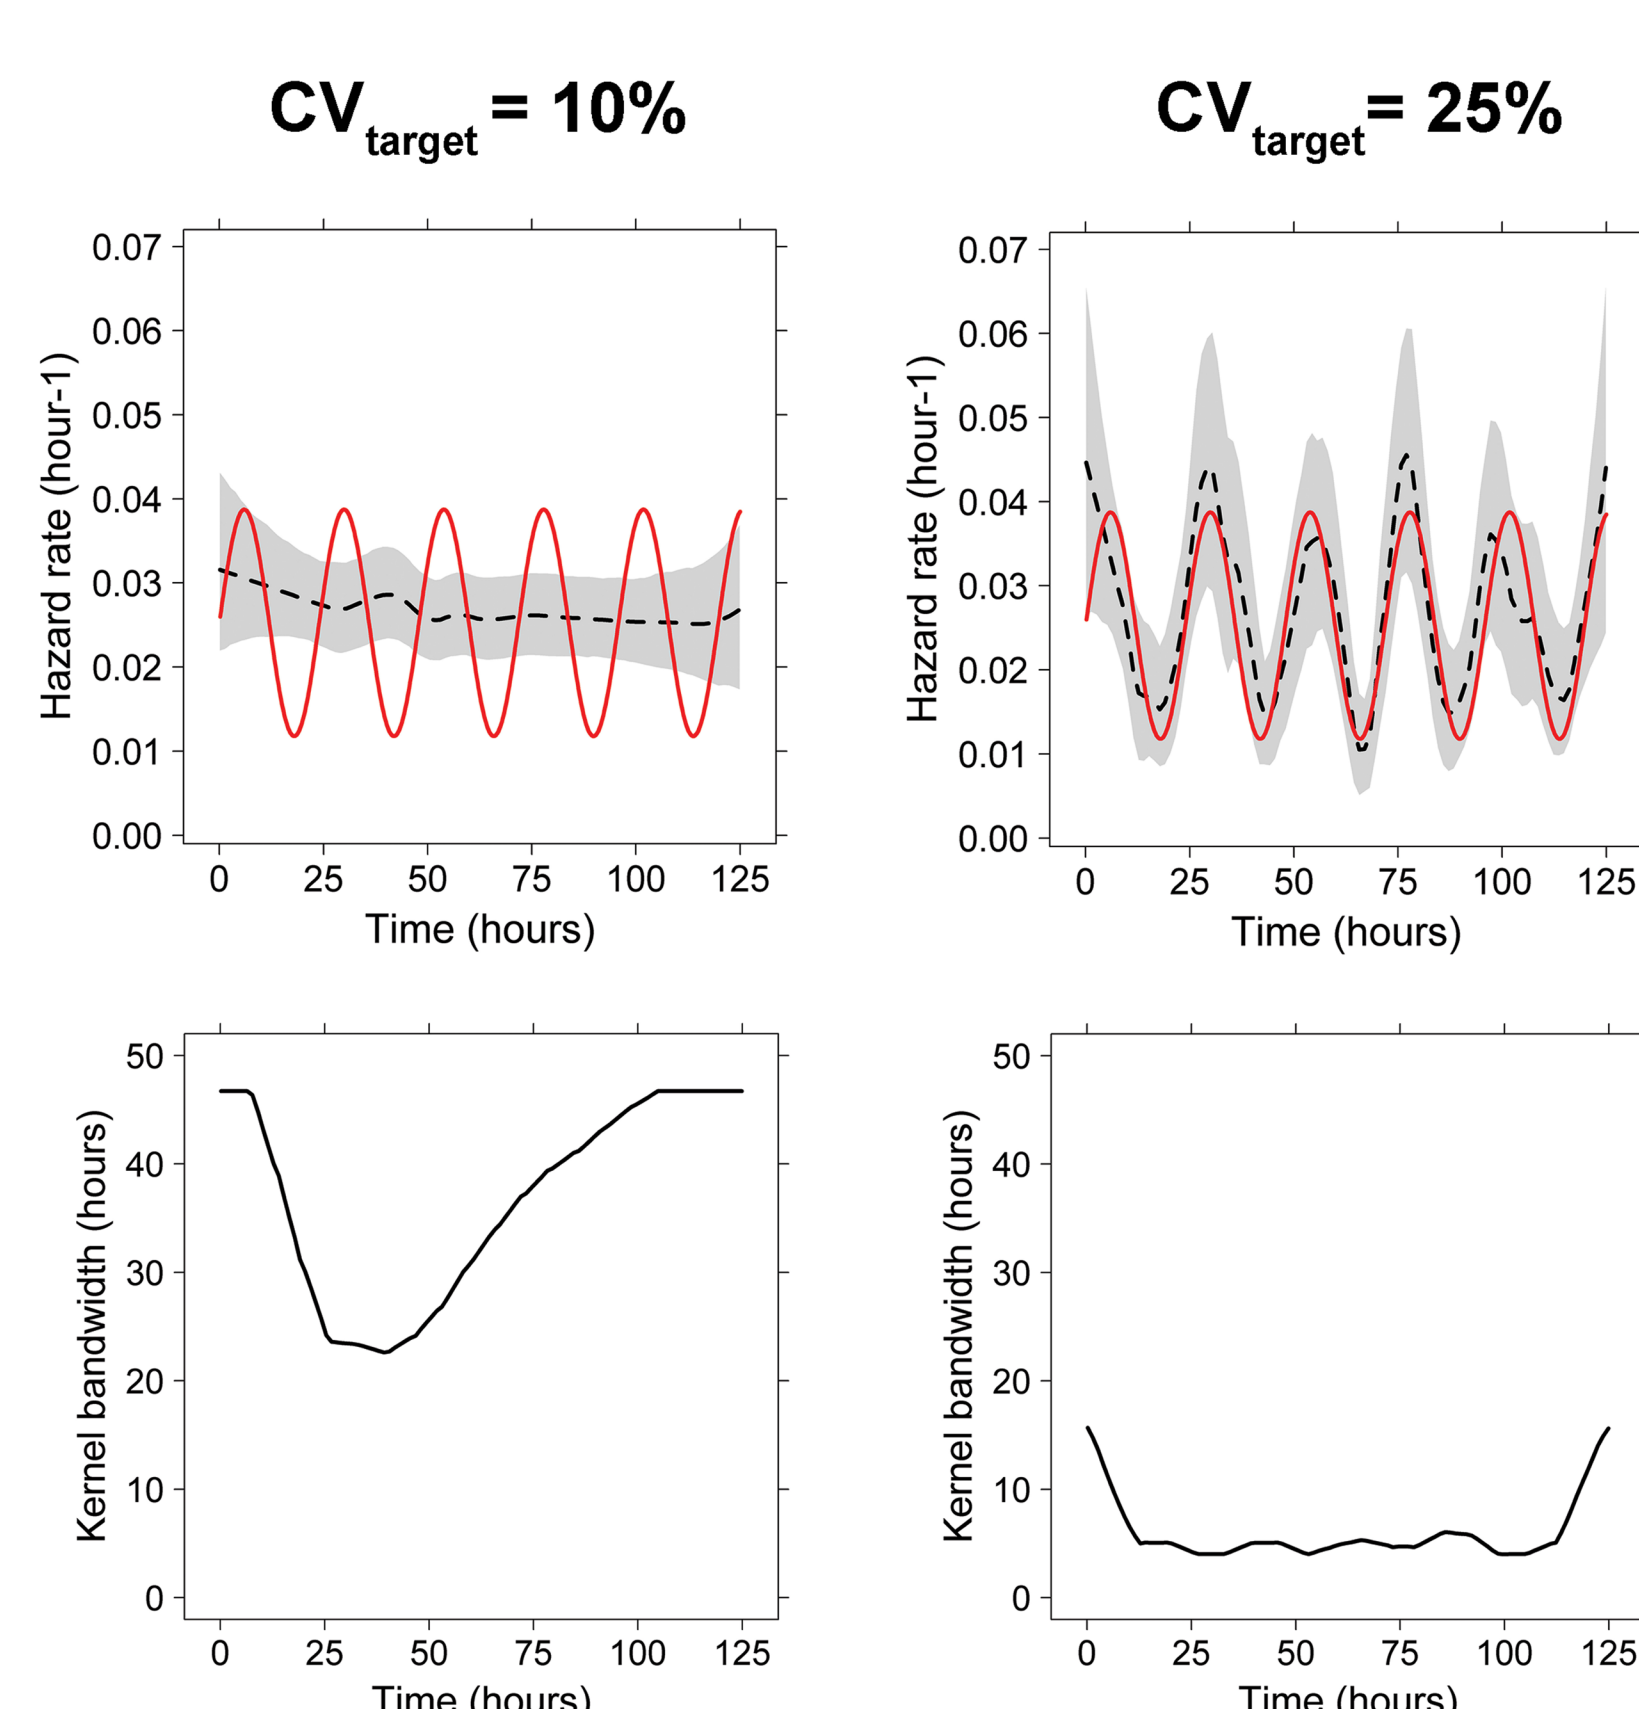 CVtarget = 10%
CVtarget = 25%
Hazard rate (hour-1)
0.07
0.06
0.05
0.04
0.03
0.02
0.01
0.00
0 25 50 75 100 125
Time (hours)
Hazard rate (hour-1)
0.07
0.06
0.05
0.04
0.03
0.02
0.01
0.00
0 25 50 75 100 125
Time (hours)
Kernel bandwidth (hours)
50
40
30
20
10
0
0 25 50 75 100 125
Time (hours)
Kernel bandwidth (hours)
50
40
30
20
10
0
0 25 50 75 100 125
Time (hours)